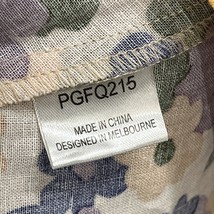 PGFQ215
MADE IN CHINA
DESIGNED IN MELBOURNE